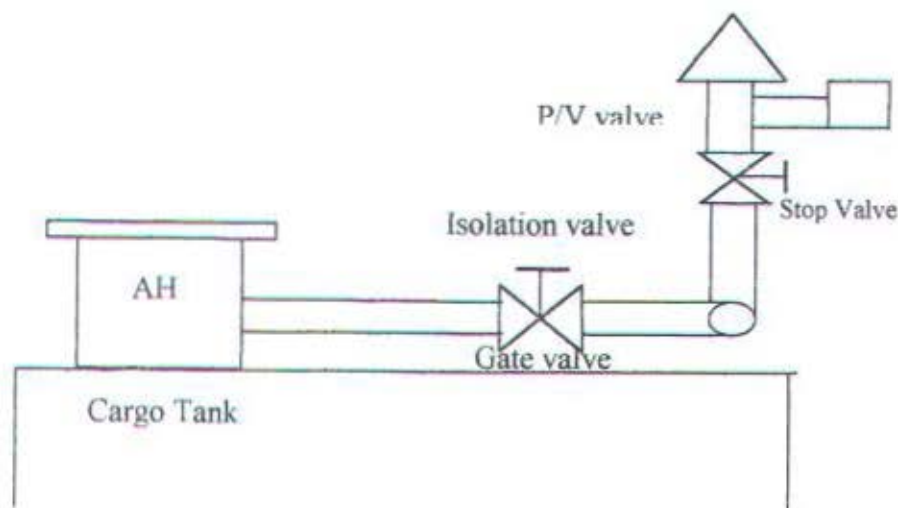 P/V valve
Stop Valve
Isolation valve
AH
Gate valve
Cargo Tank